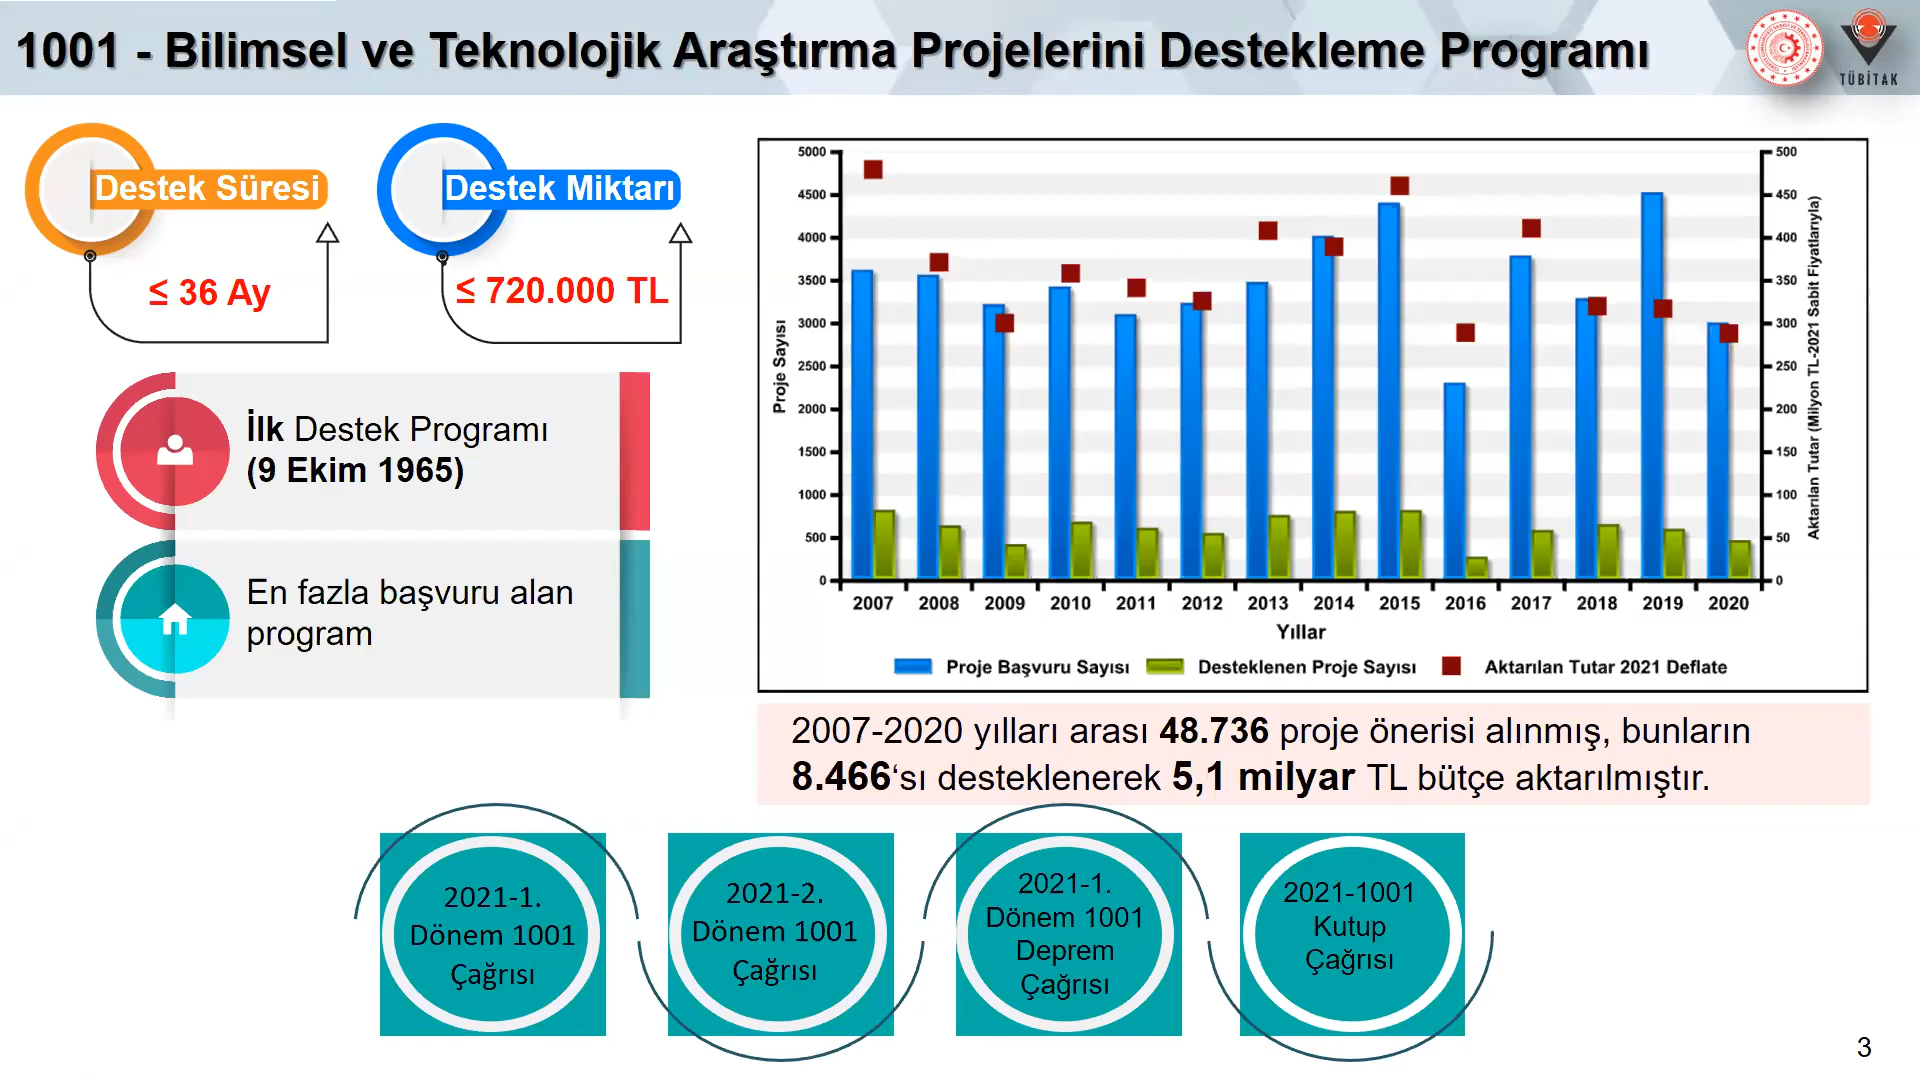 1001 - Bilimsel ve Teknolojik Araştırma Projelerini Destekleme Programı
TÜBİTAK
Destek Süresi
≤ 36 Ay
Destek Miktarı
≤ 720.000 TL
İlk Destek Programı
(9 Ekim 1965)
En fazla başvuru alan
program
Proje Sayısı
5000
4500
4000
3500
3000
2500
2000
1500
1000
500
0
500
450
400
350
300
250
200
150
100
50
0
Aktarılan Tutar (Milyon TL-2021 Sabit Fiyatlarıyla)
2007 2008 2009 2010 2011 2012 2013 2014 2015 2016 2017 2018 2019 2020
Yıllar
Proje Başvuru Sayısı Desteklenen Proje Sayısı Aktarılan Tutar 2021 Deflate
2007-2020 yılları arası 48.736 proje önerisi alınmış, bunların
8.466‘sı desteklenerek 5,1 milyar TL bütçe aktarılmıştır.
2021-1.
Dönem 1001
Çağrısı
2021-2.
Dönem 1001
Çağrısı
2021-1.
Dönem 1001
Deprem
Çağrısı
2021-1001
Kutup
Çağrısı
3